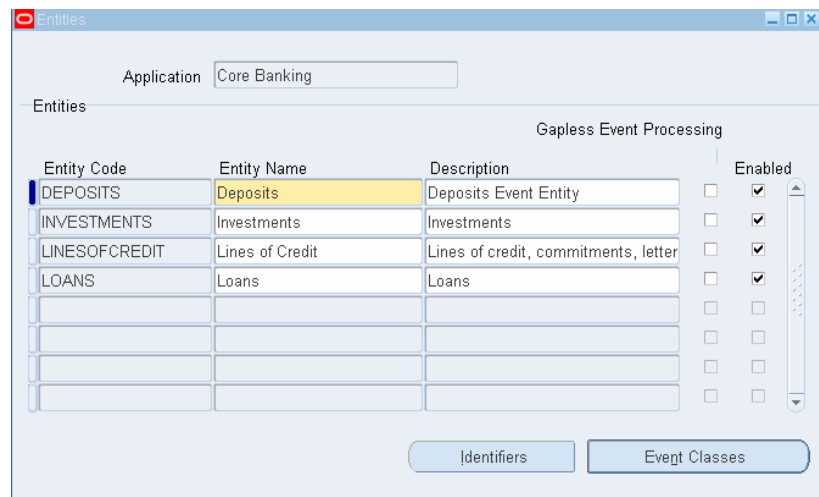 Entities
Application Core Banking
Entities
Gapless Event Processing
Entity Code Entity Name Description Enabled
DEPOSITS Deposits Deposits Event Entity
INVESTMENTS Investments Investments
LINESOFCREDIT Lines of Credit Lines of credit, commitments, letter
LOANS Loans Loans
Identifiers Event Classes